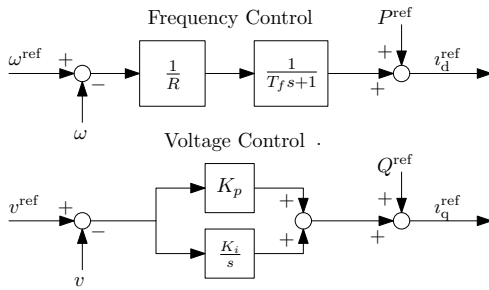 Frequency Control
P^ref
ω^ref + − 1/R 1/(T_f s+1) + + ı_d^ref
ω
Voltage Control .
Q^ref
v^ref + − K_p + + + + ı_q^ref
K_i/s
v